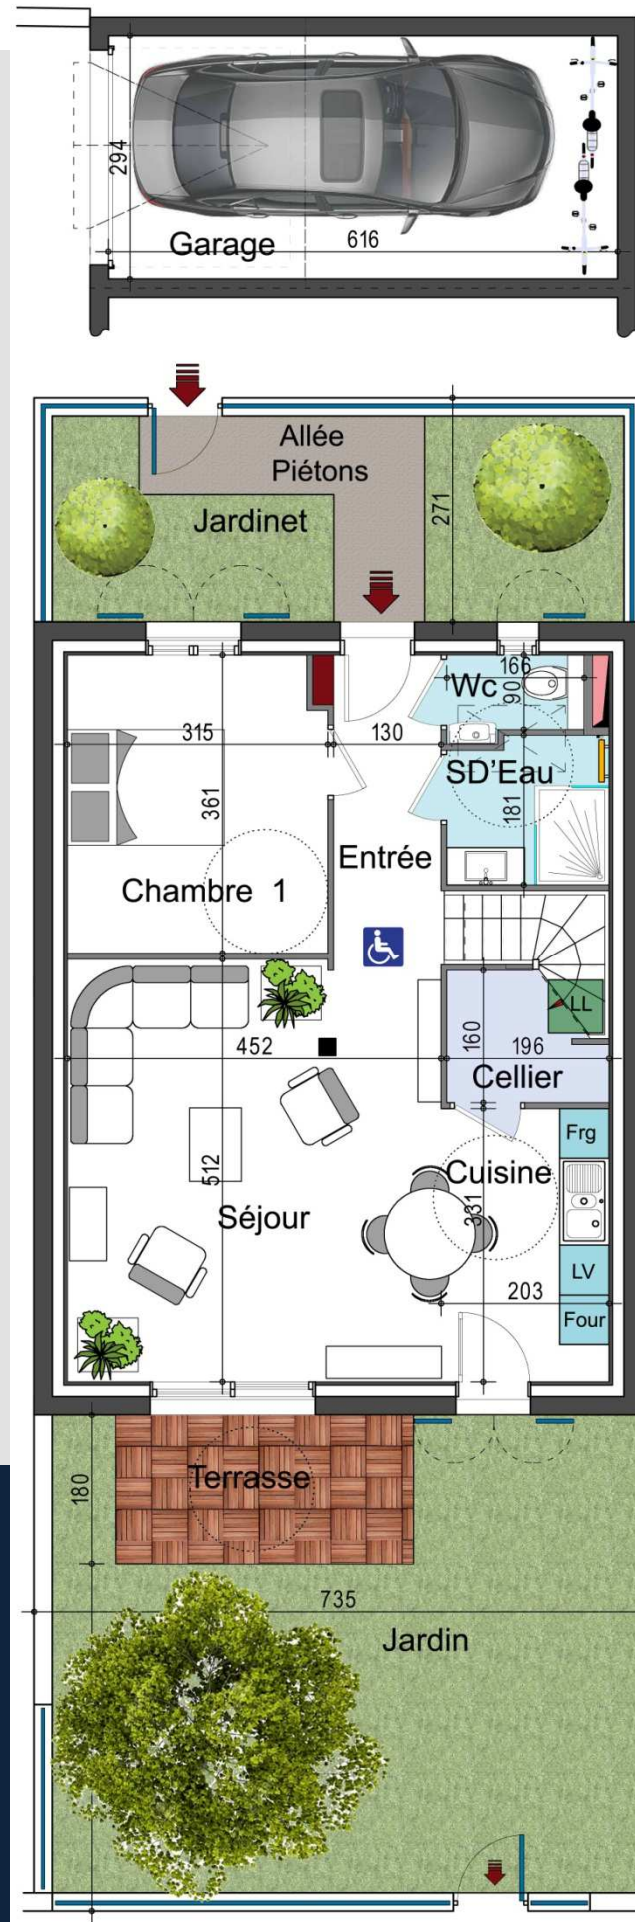 294
616
Garage
Allée
Piétons
271
Jardinet
166
Wc
90
315
130
SD'Eau
361
181
Entrée
Chambre 1
LL
452
160
196
Cellier
Frg
Cuisine
512
331
Séjour
LV
203
Four
Terrasse
180
735
Jardin